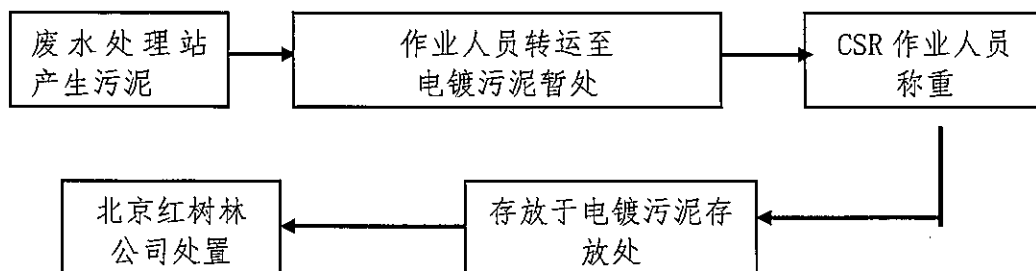 废水处理站
产生污泥
作业人员转运至
电镀污泥暂处
CSR 作业人员
称重
存放于电镀污泥存
放处
北京红树林
公司处置